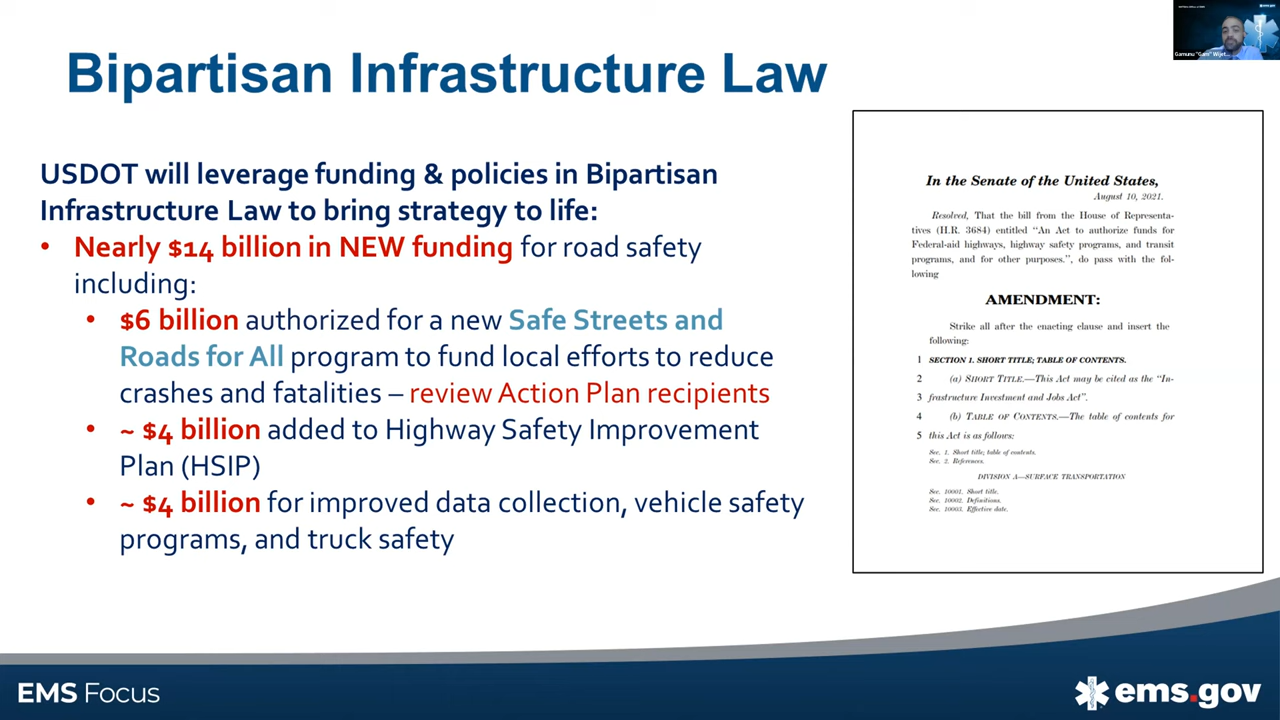 Bipartisan Infrastructure Law
USDOT will leverage funding & policies in Bipartisan
Infrastructure Law to bring strategy to life:
• Nearly $14 billion in NEW funding for road safety
including:
• $6 billion authorized for a new Safe Streets and
Roads for All program to fund local efforts to reduce
crashes and fatalities – review Action Plan recipients
• ~ $4 billion added to Highway Safety Improvement
Plan (HSIP)
• ~ $4 billion for improved data collection, vehicle safety
programs, and truck safety
In the Senate of the United States,
August 10, 2021.
Resolved, That the bill from the House of Representa-
tives (H.R. 3684) entitled “An Act to authorize funds for
Federal-aid highways, highway safety programs, and transit
programs, and for other purposes.”, do pass with the fol-
lowing
AMENDMENT:
Strike all after the enacting clause and insert the
following:
1 SECTION 1. SHORT TITLE; TABLE OF CONTENTS.
2 (a) SHORT TITLE.—This Act may be cited as the “In-
3 frastructure Investment and Jobs Act”.
4 (b) TABLE OF CONTENTS.—The table of contents for
5 this Act is as follows:
Sec. 1. Short title; table of contents.
Sec. 2. References.
DIVISION A—SURFACE TRANSPORTATION
Sec. 10001. Short title.
Sec. 10002. Definitions.
Sec. 10003. Effective date.
EMS Focus
ems.gov
ems.gov
Gamunu "Gam"